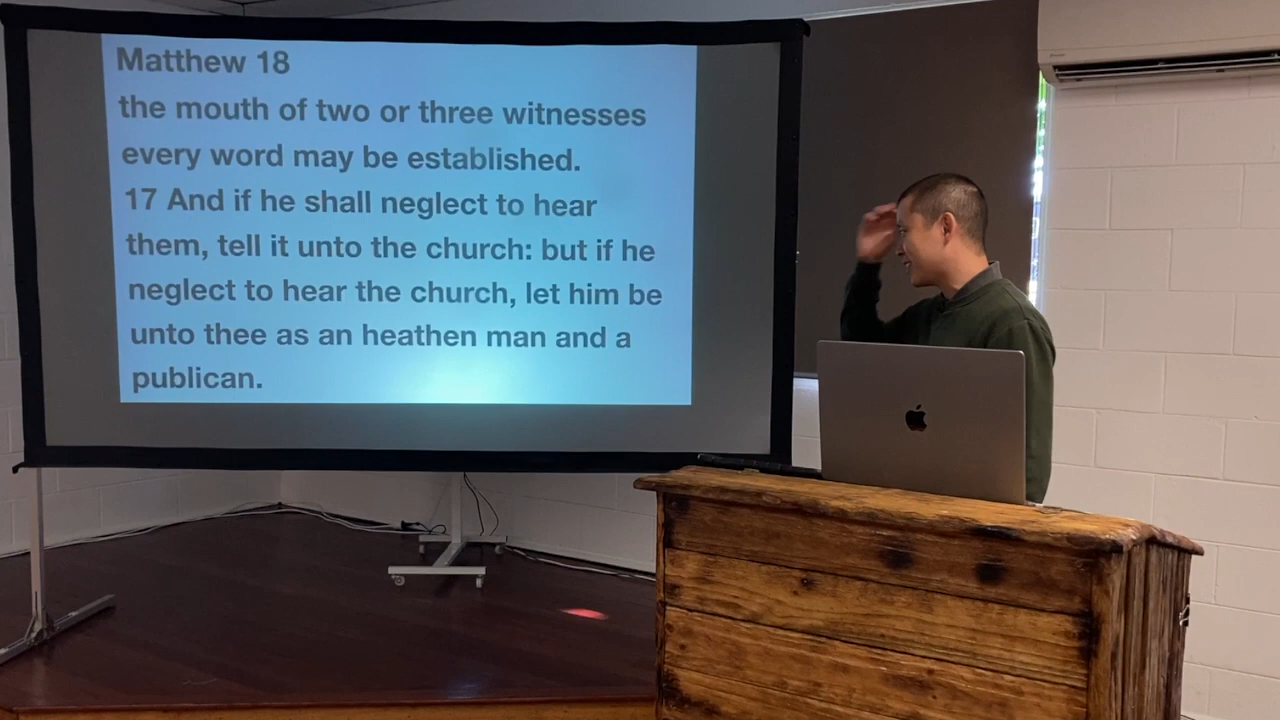 Matthew 18
the mouth of two or three witnesses
every word may be established.
17 And if he shall neglect to hear
them, tell it unto the church: but if he
neglect to hear the church, let him be
unto thee as an heathen man and a
publican.